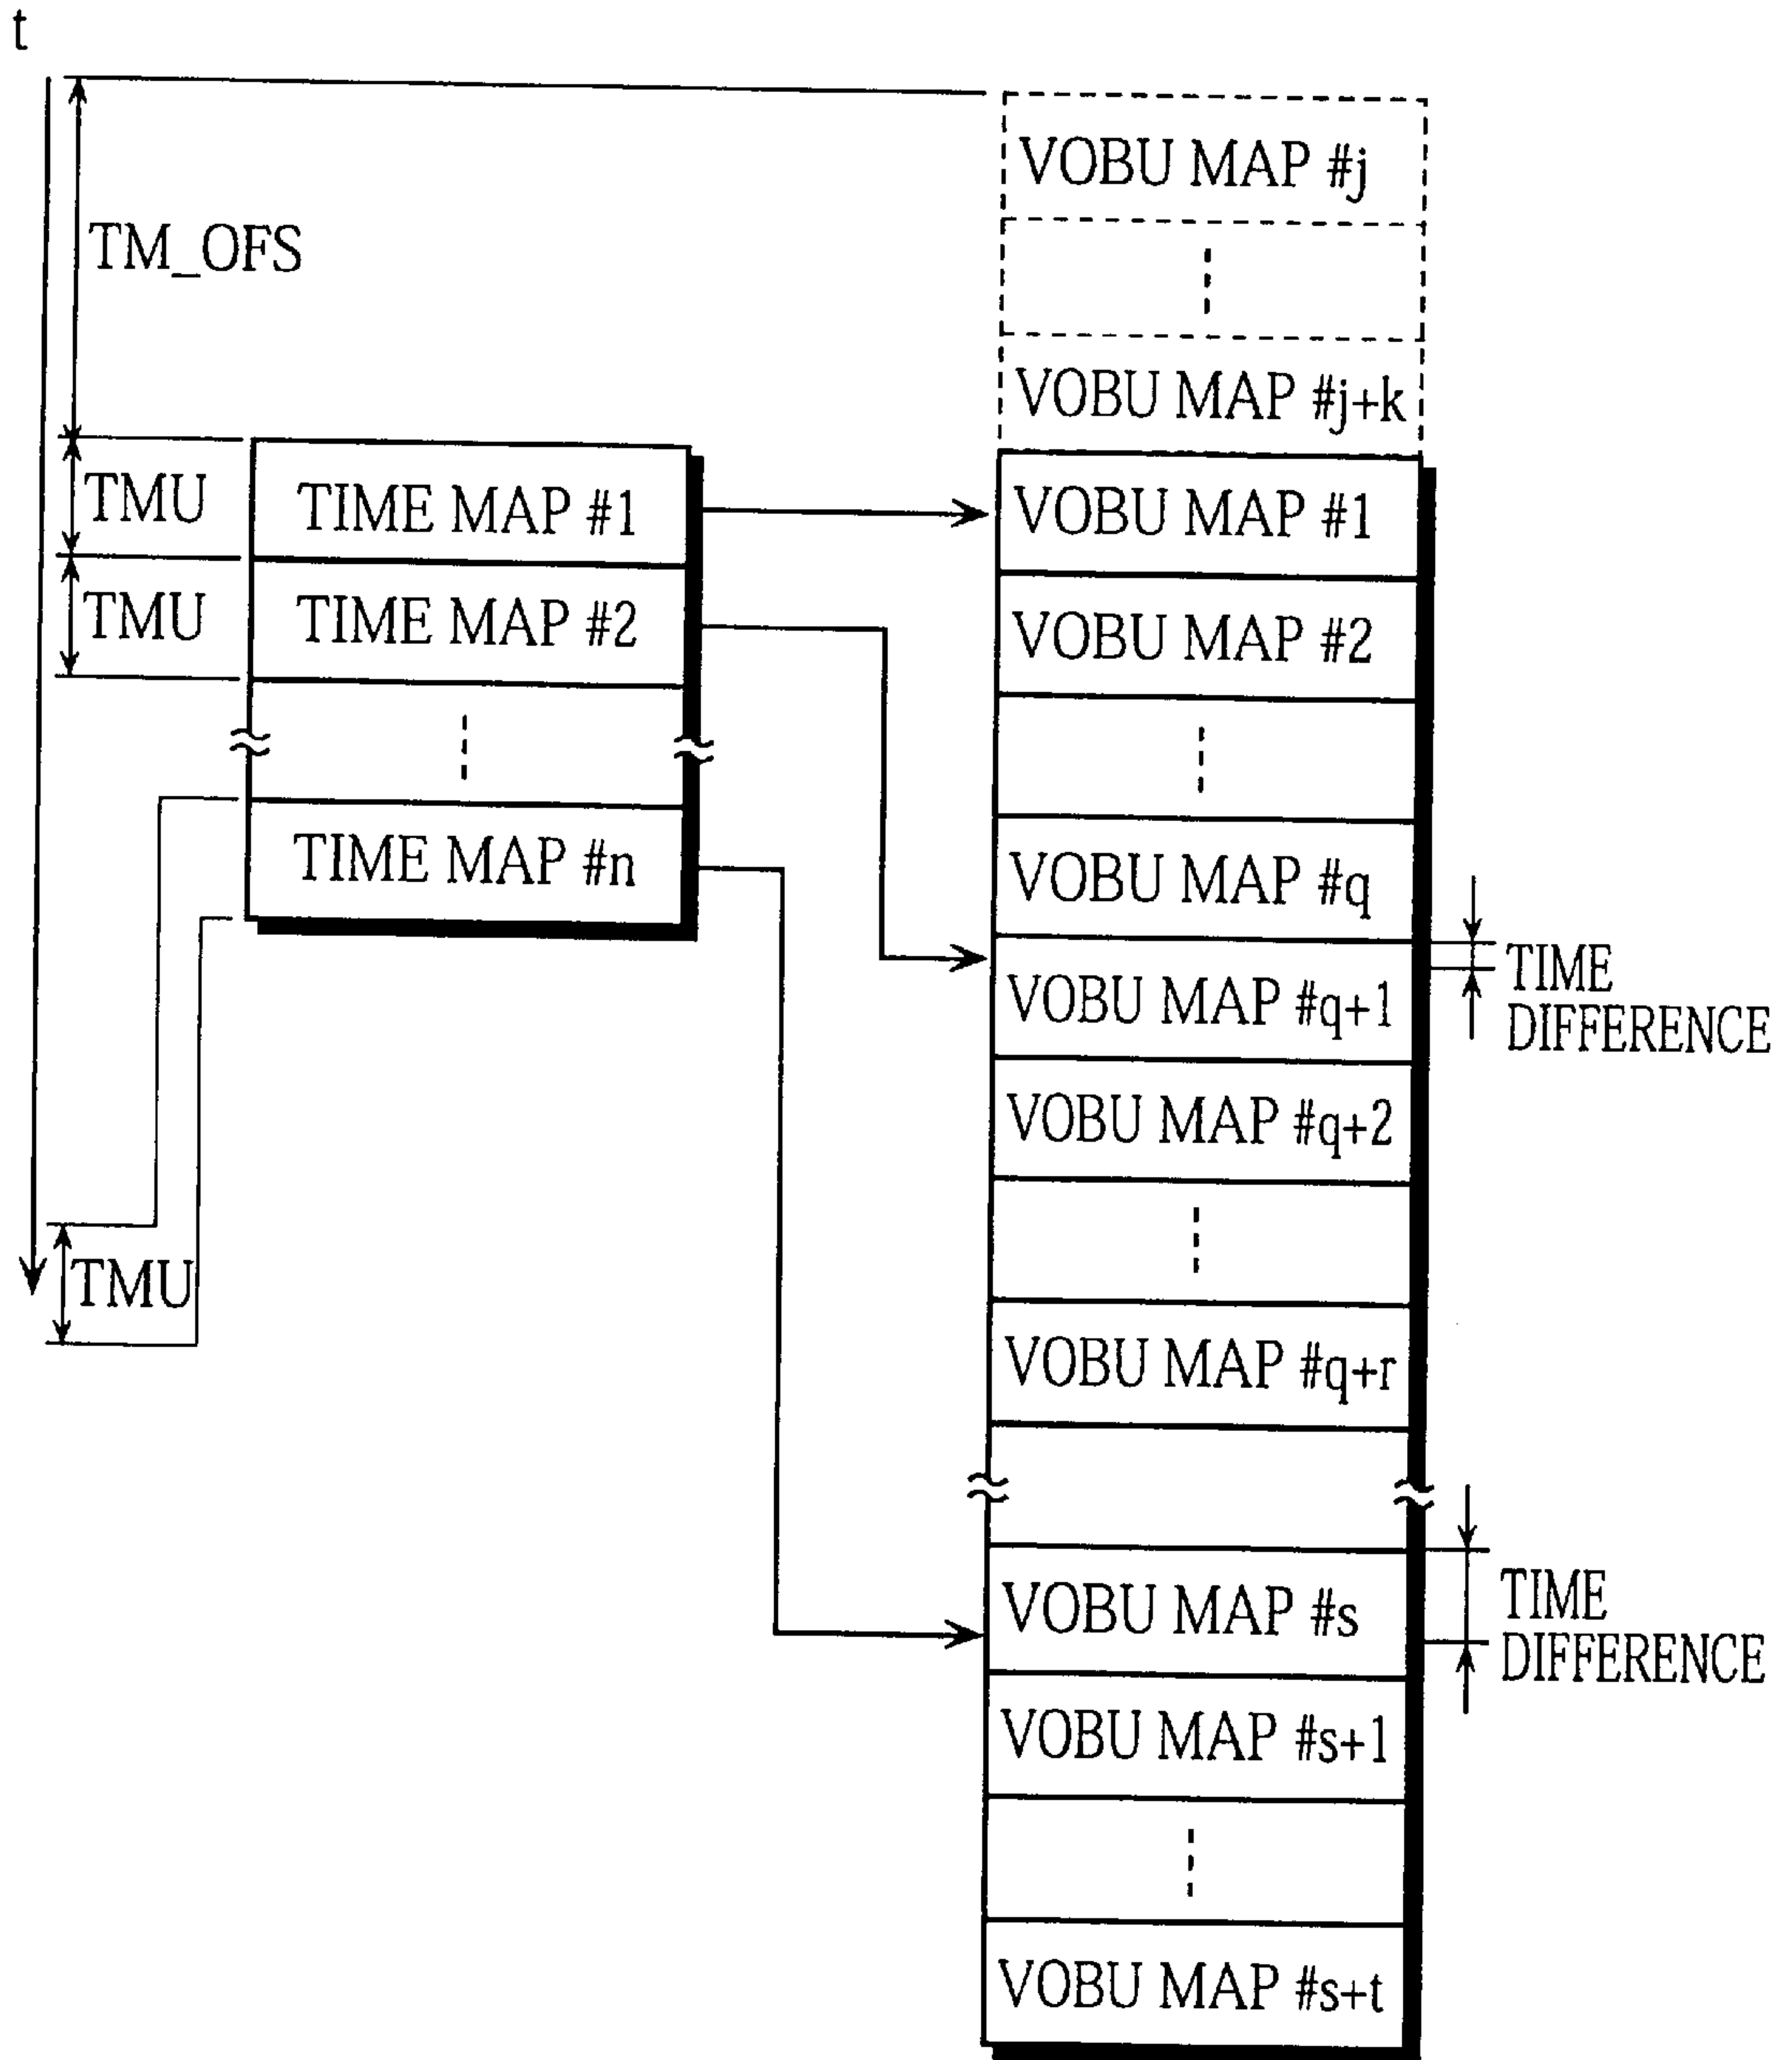 t
VOBU MAP #j
TM_OFS
VOBU MAP #j+k
TMU
TIME MAP #1
VOBU MAP #1
TMU
TIME MAP #2
VOBU MAP #2
TIME MAP #n
VOBU MAP #q
TIME
DIFFERENCE
VOBU MAP #q+1
VOBU MAP #q+2
TMU
VOBU MAP #q+r
VOBU MAP #s
TIME
DIFFERENCE
VOBU MAP #s+1
VOBU MAP #s+t